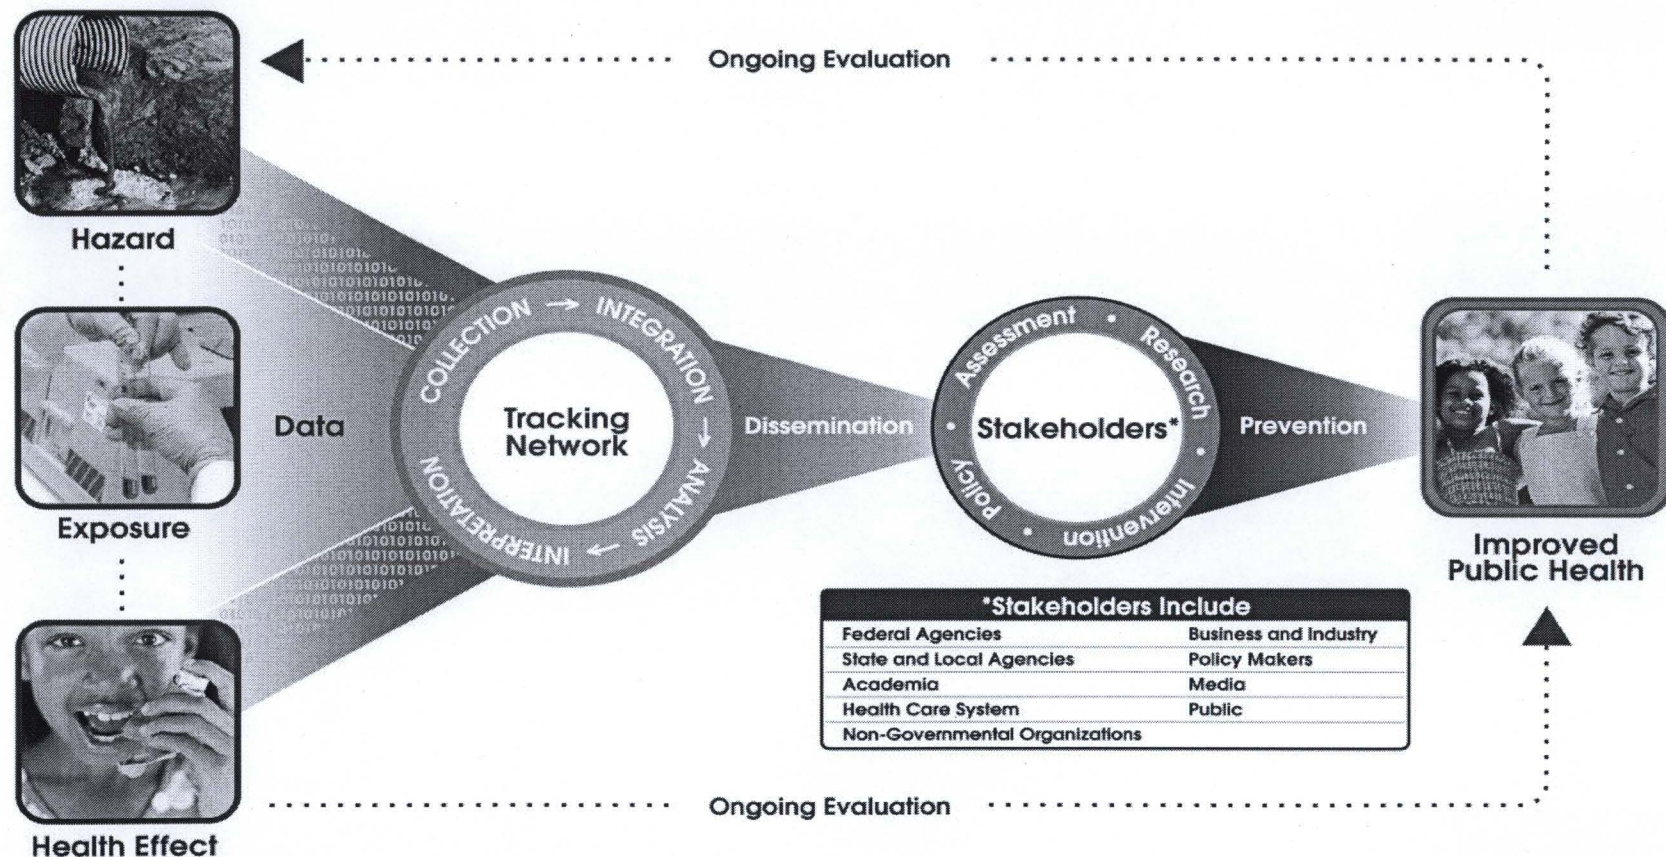 Ongoing Evaluation
Hazard
Exposure
Health Effect
Data
COLLECTION → INTEGRATION → ANALYSIS → INTERPRETATION
Tracking
Network
Dissemination
Assessment • Research • Intervention • Policy •
Stakeholders*
Prevention
Improved
Public Health
*Stakeholders Include
Federal Agencies
Business and Industry
State and Local Agencies
Policy Makers
Academia
Media
Health Care System
Public
Non-Governmental Organizations
Ongoing Evaluation